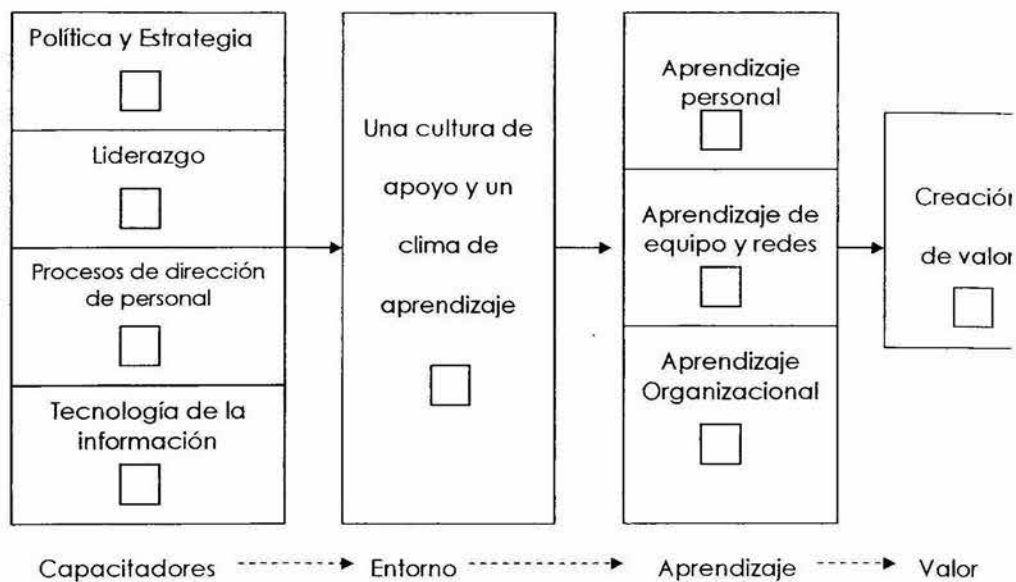 Política y Estrategia
Liderazgo
Procesos de dirección
de personal
Tecnología de la
información
Una cultura de
apoyo y un
clima de
aprendizaje
Aprendizaje
personal
Aprendizaje de
equipo y redes
Aprendizaje
Organizacional
Creación
de valor
Capacitadores
Entorno
Aprendizaje
Valor